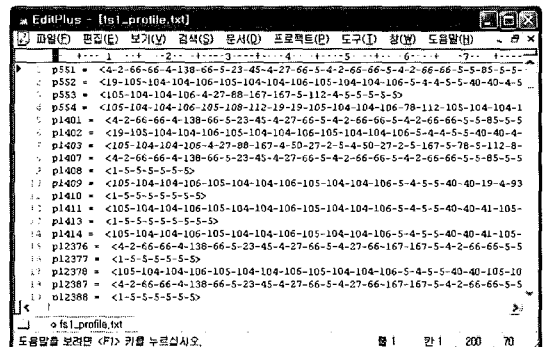 EditPlus - [fs1_profile.txt]
파일(F) 편집(E) 보기(V) 검색(S) 문서(D) 프로젝트(P) 도구(T) 창(W) 도움말(H)
p551 = <4-2-66-66-4-138-66-5-23-45-4-27-66-5-4-2-66-66-5-4-2-66-66-5-5-85-5-5-
p552 = <19-105-104-104-106-105-104-104-106-105-104-104-106-5-4-4-5-5-40-40-4-5
p553 = <105-104-104-106-4-27-88-167-167-5-112-4-5-5-5-5-5>
p554 = <105-104-104-106-105-108-112-19-19-105-104-104-106-78-112-105-104-104-1
p1401 = <4-2-66-66-4-138-66-5-23-45-4-27-66-5-4-2-66-66-5-4-2-66-66-5-5-85-5-5
p1402 = <19-105-104-104-106-105-104-104-106-105-104-104-106-5-4-4-5-5-40-40-4-
p1403 = <105-104-104-106-4-27-88-167-4-50-27-2-5-4-50-27-2-5-167-5-78-5-112-8-
p1407 = <4-2-66-66-4-138-66-5-23-45-4-27-66-5-4-2-66-66-5-4-2-66-66-5-5-85-5-5
p1408 = <1-5-5-5-5-5-5>
p1409 = <105-104-104-106-105-104-104-106-105-104-104-106-5-4-5-5-40-40-19-4-93
p1410 = <1-5-5-5-5-5-5>
p1411 = <105-104-104-106-105-104-104-106-105-104-104-106-5-4-5-5-40-40-41-105-
p1413 = <1-5-5-5-5-5-5>
p1414 = <105-104-104-106-105-104-104-106-105-104-104-106-5-4-5-5-40-40-41-105-
p12376 = <4-2-66-66-4-138-66-5-23-45-4-27-66-5-4-27-66-167-167-5-4-2-66-66-5-5
p12377 = <1-5-5-5-5-5-5>
p12378 = <105-104-104-106-105-104-104-106-105-104-104-106-5-4-5-5-40-40-105-10
p12387 = <4-2-66-66-4-138-66-5-23-45-4-27-66-5-4-27-66-167-167-5-4-2-66-66-5-5
p12388 = <1-5-5-5-5-5-5>
fs1_profile.txt
도움말을 보려면 <F1> 키를 누르십시오. 줄 1 칸 1 200 70